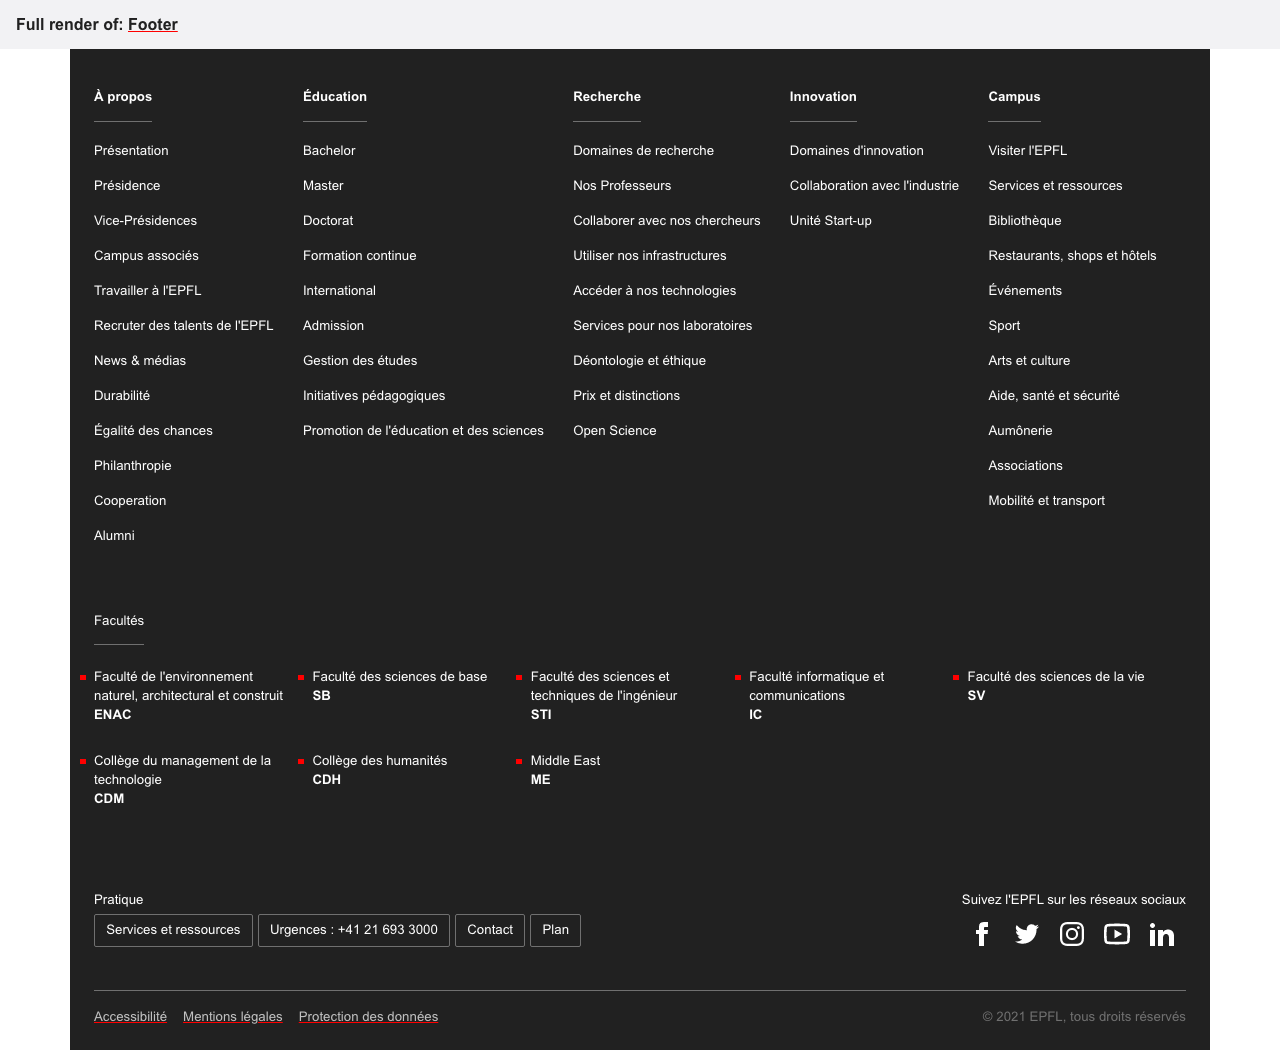 Full render of: Footer
À propos
Présentation
Présidence
Vice-Présidences
Campus associés
Travailler à l'EPFL
Recruter des talents de l'EPFL
News & médias
Durabilité
Égalité des chances
Philanthropie
Cooperation
Alumni
Éducation
Bachelor
Master
Doctorat
Formation continue
International
Admission
Gestion des études
Initiatives pédagogiques
Promotion de l'éducation et des sciences
Recherche
Domaines de recherche
Nos Professeurs
Collaborer avec nos chercheurs
Utiliser nos infrastructures
Accéder à nos technologies
Services pour nos laboratoires
Déontologie et éthique
Prix et distinctions
Open Science
Innovation
Domaines d'innovation
Collaboration avec l'industrie
Unité Start-up
Campus
Visiter l'EPFL
Services et ressources
Bibliothèque
Restaurants, shops et hôtels
Événements
Sport
Arts et culture
Aide, santé et sécurité
Aumônerie
Associations
Mobilité et transport
Facultés
Faculté de l'environnement
naturel, architectural et construit
ENAC
Faculté des sciences de base
SB
Faculté des sciences et
techniques de l'ingénieur
STI
Faculté informatique et
communications
IC
Faculté des sciences de la vie
SV
Collège du management de la
technologie
CDM
Collège des humanités
CDH
Middle East
ME
Pratique
Services et ressources
Urgences : +41 21 693 3000
Contact
Plan
Suivez l'EPFL sur les réseaux sociaux
Accessibilité
Mentions légales
Protection des données
© 2021 EPFL, tous droits réservés